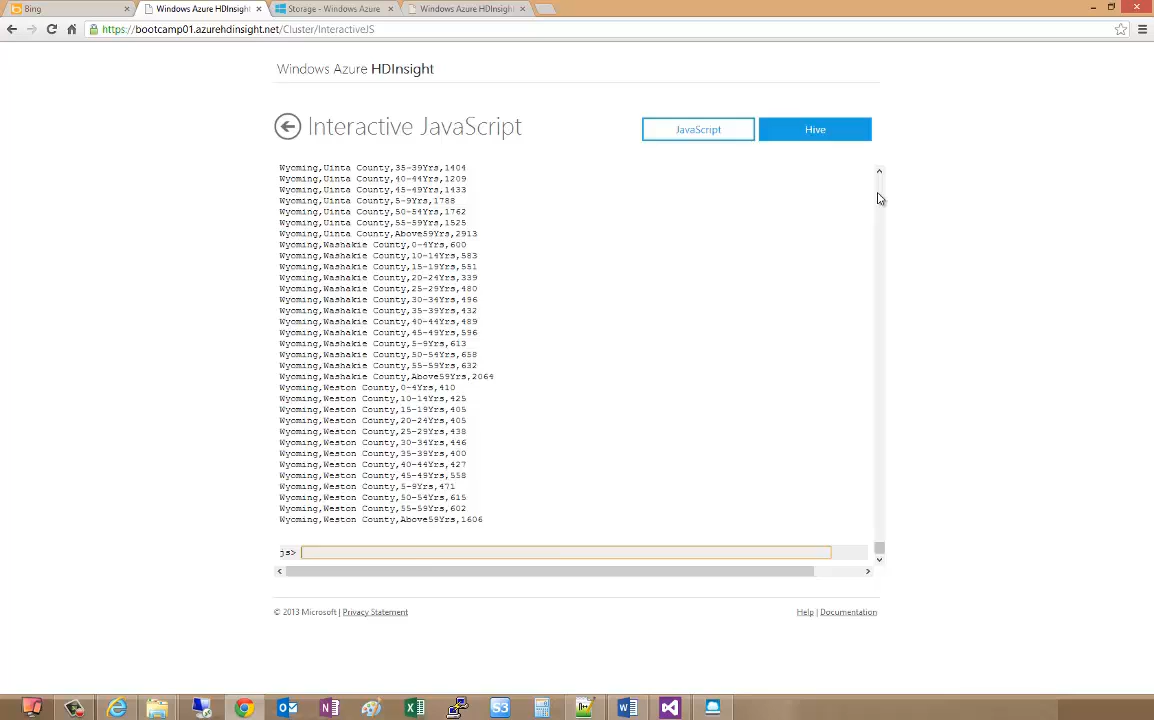 Bing
Windows Azure HDInsight
Storage - Windows Azure
Windows Azure HDInsight
https://bootcamp01.azurehdinsight.net/Cluster/InteractiveJS
Windows Azure HDInsight
Interactive JavaScript
JavaScript
Hive
Wyoming,Uinta County,35-39Yrs,1404
Wyoming,Uinta County,40-44Yrs,1209
Wyoming,Uinta County,45-49Yrs,1433
Wyoming,Uinta County,5-9Yrs,1788
Wyoming,Uinta County,50-54Yrs,1762
Wyoming,Uinta County,55-59Yrs,1525
Wyoming,Uinta County,Above59Yrs,2913
Wyoming,Washakie County,0-4Yrs,600
Wyoming,Washakie County,10-14Yrs,583
Wyoming,Washakie County,15-19Yrs,551
Wyoming,Washakie County,20-24Yrs,339
Wyoming,Washakie County,25-29Yrs,480
Wyoming,Washakie County,30-34Yrs,496
Wyoming,Washakie County,35-39Yrs,432
Wyoming,Washakie County,40-44Yrs,489
Wyoming,Washakie County,45-49Yrs,596
Wyoming,Washakie County,5-9Yrs,613
Wyoming,Washakie County,50-54Yrs,658
Wyoming,Washakie County,55-59Yrs,632
Wyoming,Washakie County,Above59Yrs,2064
Wyoming,Weston County,0-4Yrs,410
Wyoming,Weston County,10-14Yrs,425
Wyoming,Weston County,15-19Yrs,405
Wyoming,Weston County,20-24Yrs,405
Wyoming,Weston County,25-29Yrs,438
Wyoming,Weston County,30-34Yrs,446
Wyoming,Weston County,35-39Yrs,400
Wyoming,Weston County,40-44Yrs,427
Wyoming,Weston County,45-49Yrs,558
Wyoming,Weston County,5-9Yrs,471
Wyoming,Weston County,50-54Yrs,615
Wyoming,Weston County,55-59Yrs,602
Wyoming,Weston County,Above59Yrs,1606
js>
© 2013 Microsoft | Privacy Statement
Help | Documentation
S3